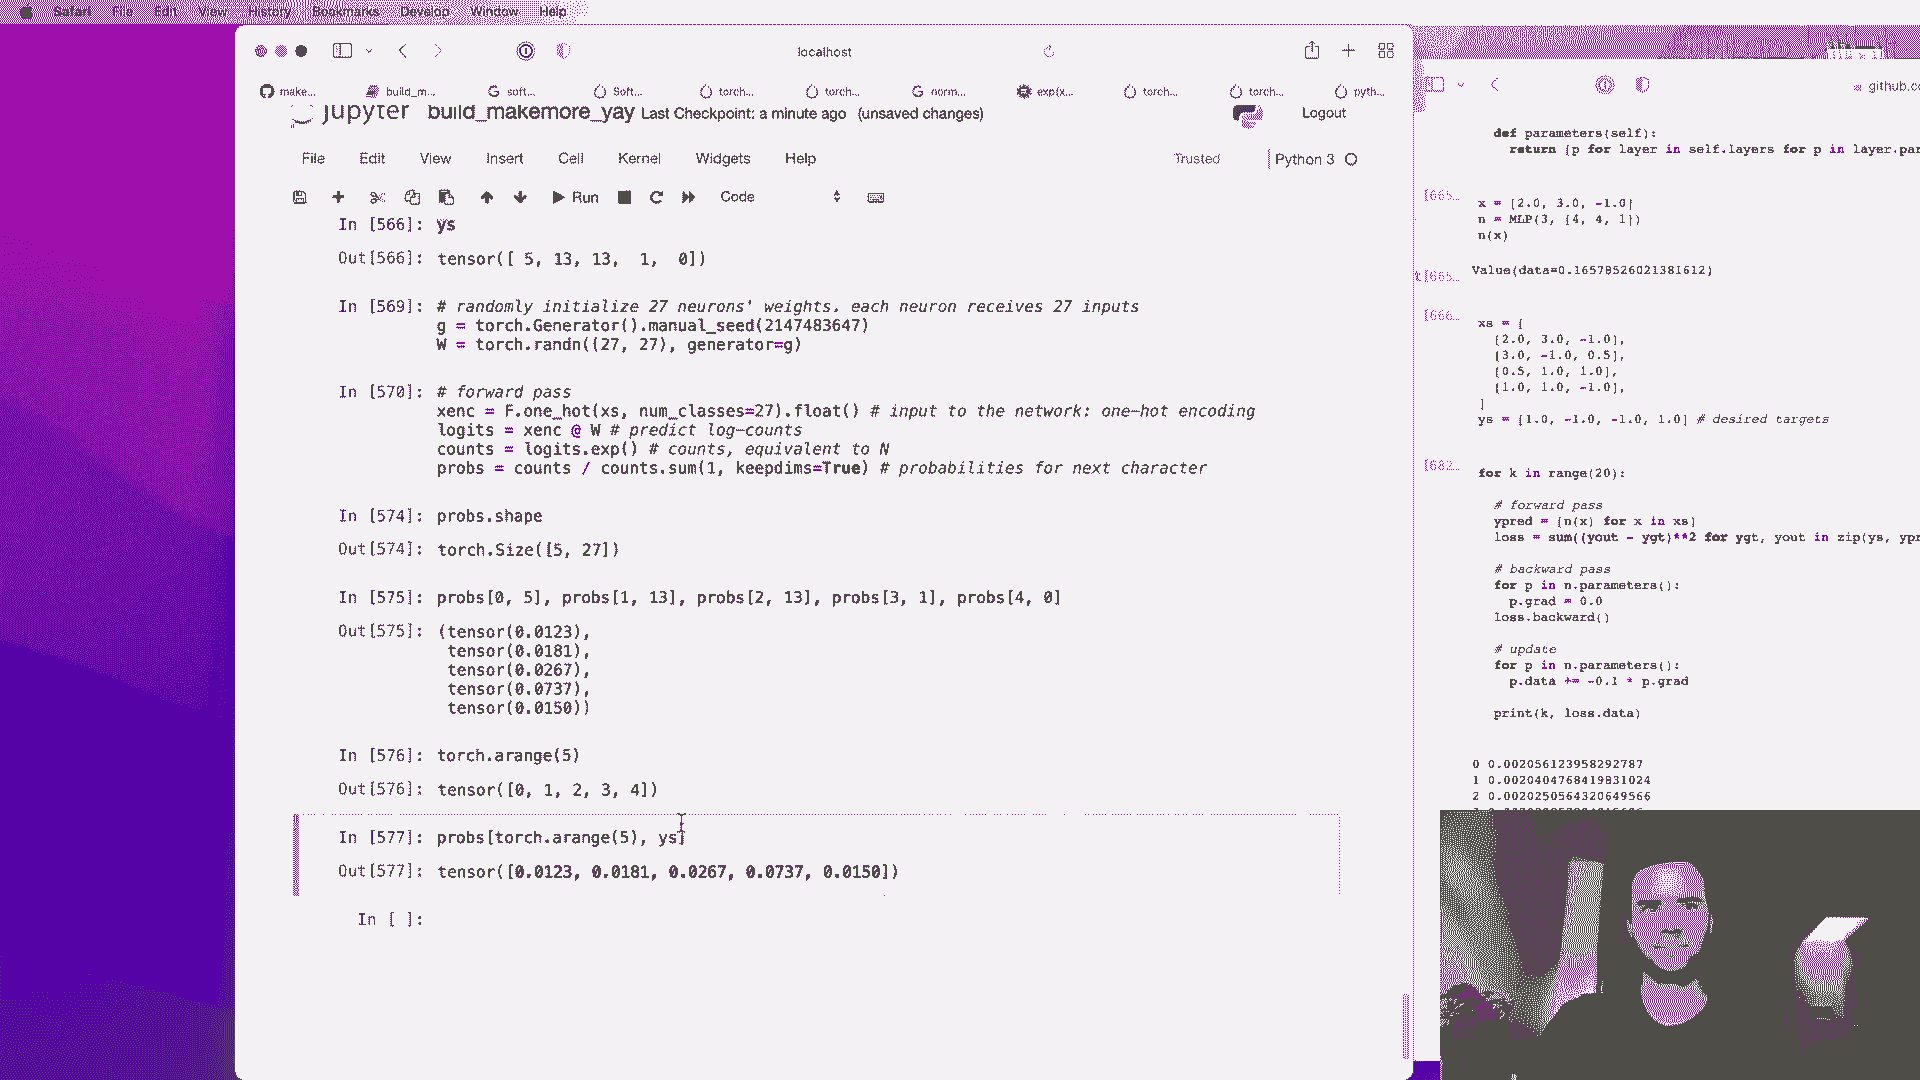 Safari File Edit View History Bookmarks Develop Window Help
localhost
make... build_m... soft... Soft... torch... torch... norm... exp(x... torch... torch... pyth...
jupyter build_makemore_yay Last Checkpoint: a minute ago (unsaved changes)
Logout
File Edit View Insert Cell Kernel Widgets Help
Trusted Python 3
Run Code
In [566]: ys
Out[566]: tensor([ 5, 13, 13, 1, 0])
In [569]: # randomly initialize 27 neurons' weights. each neuron receives 27 inputs
g = torch.Generator().manual_seed(2147483647)
W = torch.randn((27, 27), generator=g)
In [570]: # forward pass
xenc = F.one_hot(xs, num_classes=27).float() # input to the network: one-hot encoding
logits = xenc @ W # predict log-counts
counts = logits.exp() # counts, equivalent to N
probs = counts / counts.sum(1, keepdims=True) # probabilities for next character
In [574]: probs.shape
Out[574]: torch.Size([5, 27])
In [575]: probs[0, 5], probs[1, 13], probs[2, 13], probs[3, 1], probs[4, 0]
Out[575]: (tensor(0.0123),
tensor(0.0181),
tensor(0.0267),
tensor(0.0737),
tensor(0.0150))
In [576]: torch.arange(5)
Out[576]: tensor([0, 1, 2, 3, 4])
In [577]: probs[torch.arange(5), ys]
Out[577]: tensor([0.0123, 0.0181, 0.0267, 0.0737, 0.0150])
In [ ]:
github.co
def parameters(self):
return [p for layer in self.layers for p in layer.par
[665...
x = [2.0, 3.0, -1.0]
n = MLP(3, [4, 4, 1])
n(x)
t[665...
Value(data=0.16578526021381612)
[666...
xs = [
[2.0, 3.0, -1.0],
[3.0, -1.0, 0.5],
[0.5, 1.0, 1.0],
[1.0, 1.0, -1.0],
]
ys = [1.0, -1.0, -1.0, 1.0] # desired targets
[682...
for k in range(20):
# forward pass
ypred = [n(x) for x in xs]
loss = sum((yout - ygt)**2 for ygt, yout in zip(ys, ypr
# backward pass
for p in n.parameters():
p.grad = 0.0
loss.backward()
# update
for p in n.parameters():
p.data += -0.1 * p.grad
print(k, loss.data)
0 0.002056123958292787
1 0.0020404768419831024
2 0.0020250564320649566